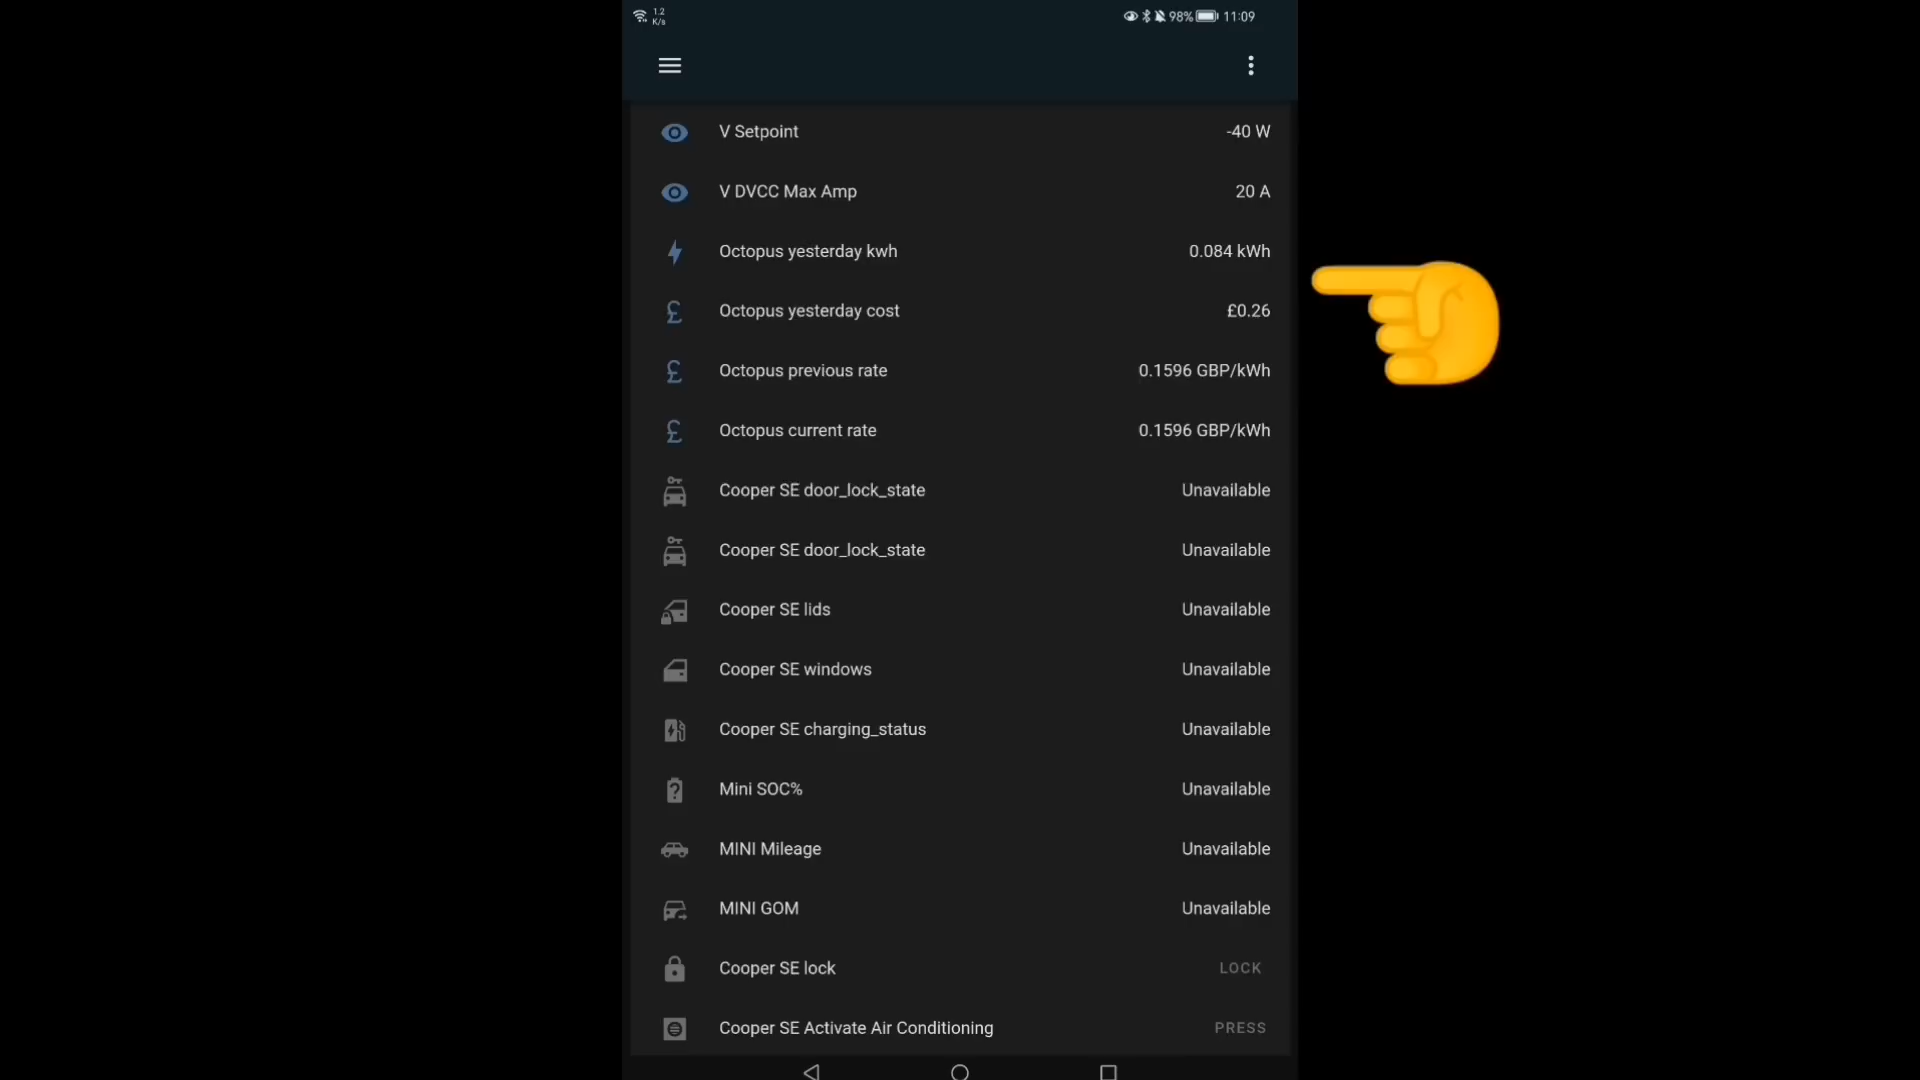 1.2
K/s
98% 11:09
V Setpoint -40 W
V DVCC Max Amp 20 A
Octopus yesterday kwh 0.084 kWh
Octopus yesterday cost £0.26
Octopus previous rate 0.1596 GBP/kWh
Octopus current rate 0.1596 GBP/kWh
Cooper SE door_lock_state Unavailable
Cooper SE door_lock_state Unavailable
Cooper SE lids Unavailable
Cooper SE windows Unavailable
Cooper SE charging_status Unavailable
Mini SOC% Unavailable
MINI Mileage Unavailable
MINI GOM Unavailable
Cooper SE lock LOCK
Cooper SE Activate Air Conditioning PRESS